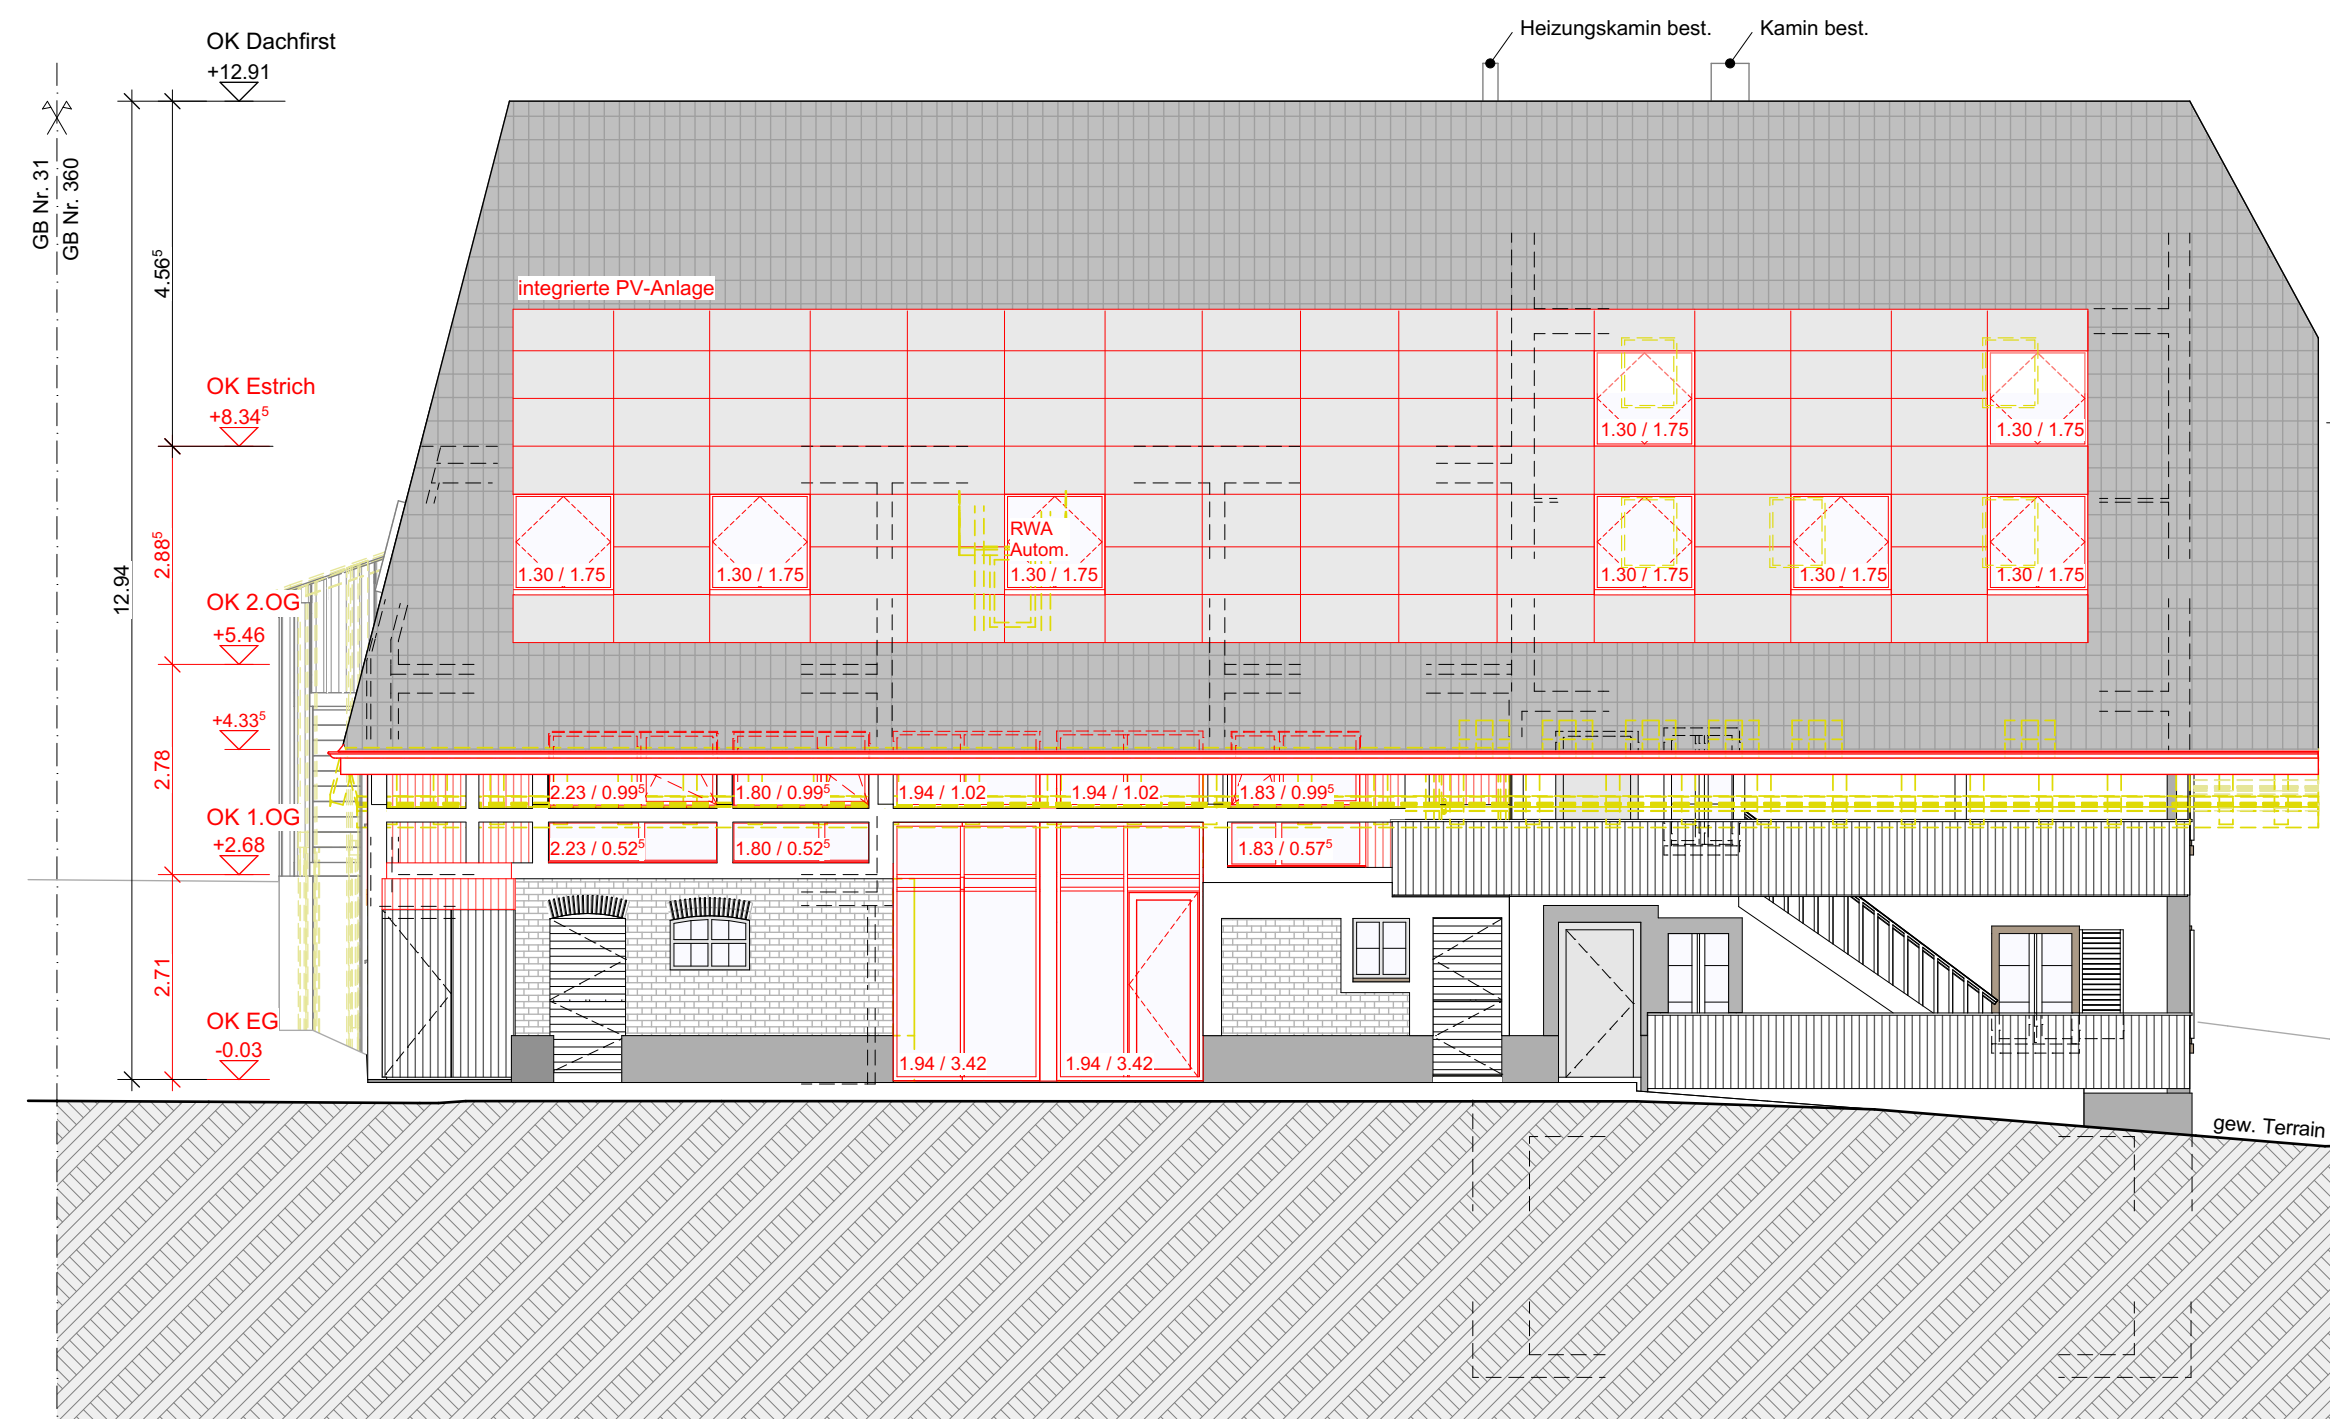 Heizungskamin best.
Kamin best.
OK Dachfirst
+12.91
GB Nr. 31
GB Nr. 360
4.56⁵
integrierte PV-Anlage
OK Estrich
+8.34⁵
1.30 / 1.75
1.30 / 1.75
RWA
Autom.
1.30 / 1.75
1.30 / 1.75
1.30 / 1.75
1.30 / 1.75
1.30 / 1.75
1.30 / 1.75
2.88⁵
12.94
OK 2.OG
+5.46
+4.33⁵
2.78
2.23 / 0.99⁵
1.80 / 0.99⁵
1.94 / 1.02
1.94 / 1.02
1.83 / 0.99⁵
OK 1.OG
+2.68
2.23 / 0.52⁵
1.80 / 0.52⁵
1.83 / 0.57⁵
2.71
OK EG
-0.03
1.94 / 3.42
1.94 / 3.42
gew. Terrain